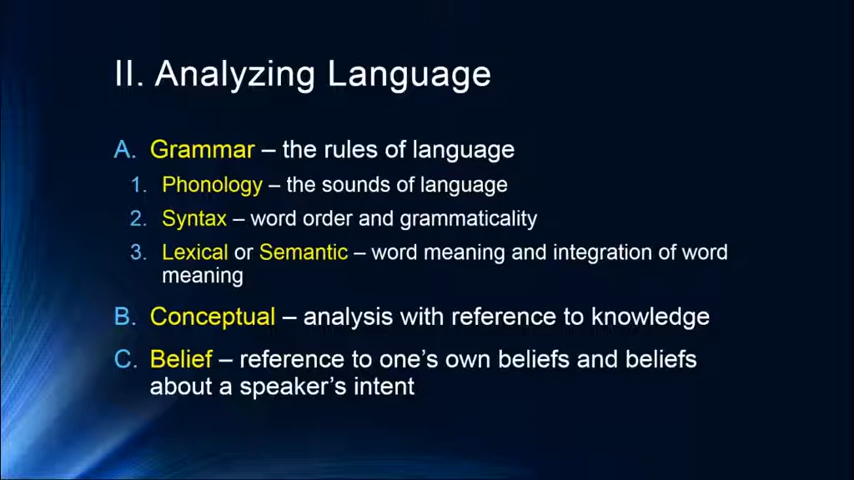 II. Analyzing Language
A. Grammar – the rules of language
1. Phonology – the sounds of language
2. Syntax – word order and grammaticality
3. Lexical or Semantic – word meaning and integration of word
meaning
B. Conceptual – analysis with reference to knowledge
C. Belief – reference to one's own beliefs and beliefs
about a speaker's intent